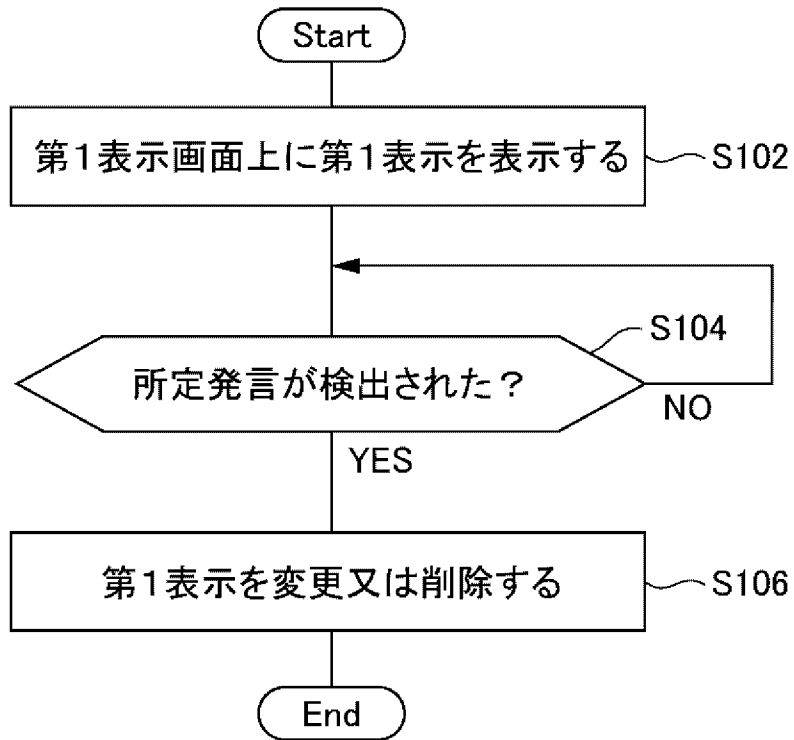 Start
第１表示画面上に第１表示を表示する
S102
S104
所定発言が検出された？
NO
YES
第１表示を変更又は削除する
S106
End